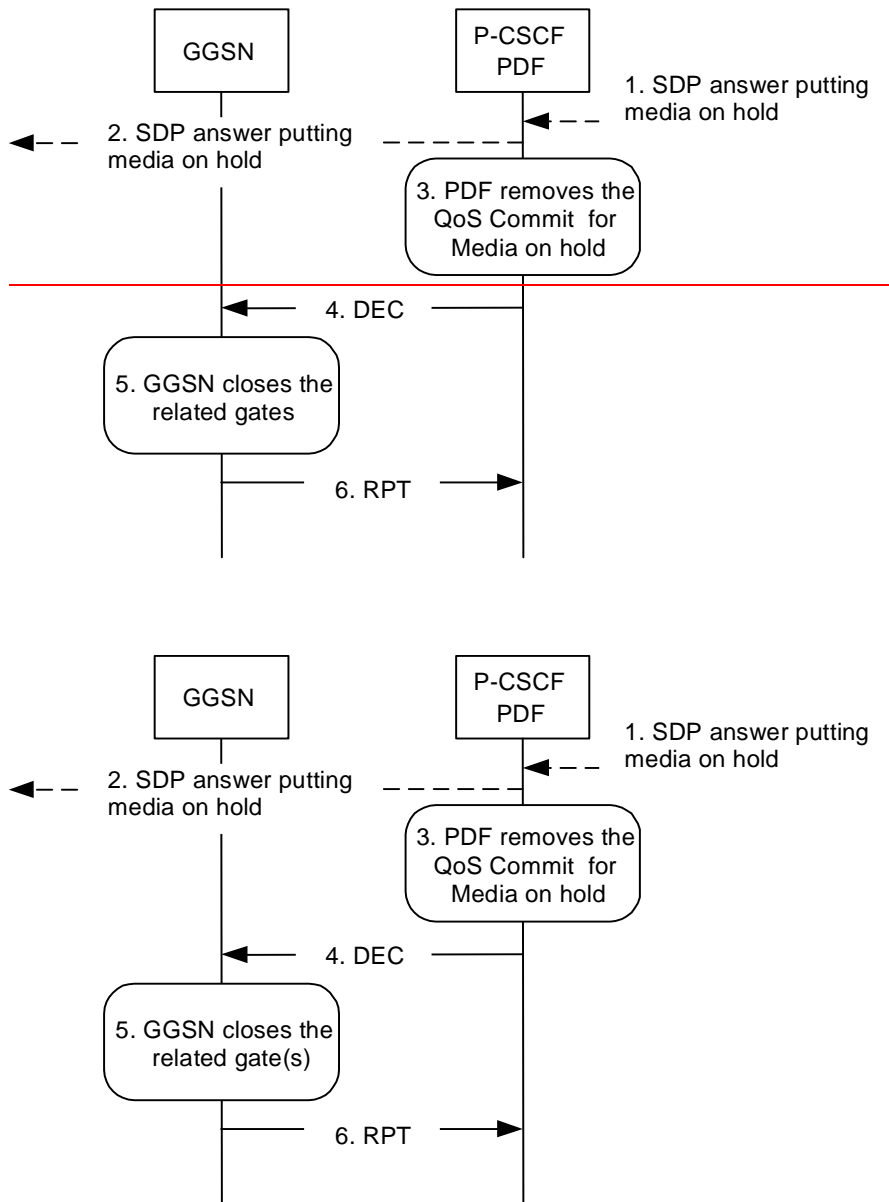 GGSN
P-CSCF
PDF
1. SDP answer putting
media on hold
2. SDP answer putting
media on hold
3. PDF removes the
QoS Commit for
Media on hold
4. DEC
5. GGSN closes the
related gates
6. RPT
GGSN
P-CSCF
PDF
1. SDP answer putting
media on hold
2. SDP answer putting
media on hold
3. PDF removes the
QoS Commit for
Media on hold
4. DEC
5. GGSN closes the
related gate(s)
6. RPT